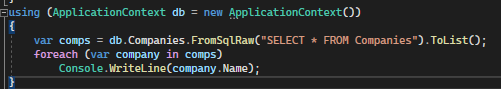 using (ApplicationContext db = new ApplicationContext())
{
    var comps = db.Companies.FromSqlRaw("SELECT * FROM Companies").ToList();
    foreach (var company in comps)
        Console.WriteLine(company.Name);
}